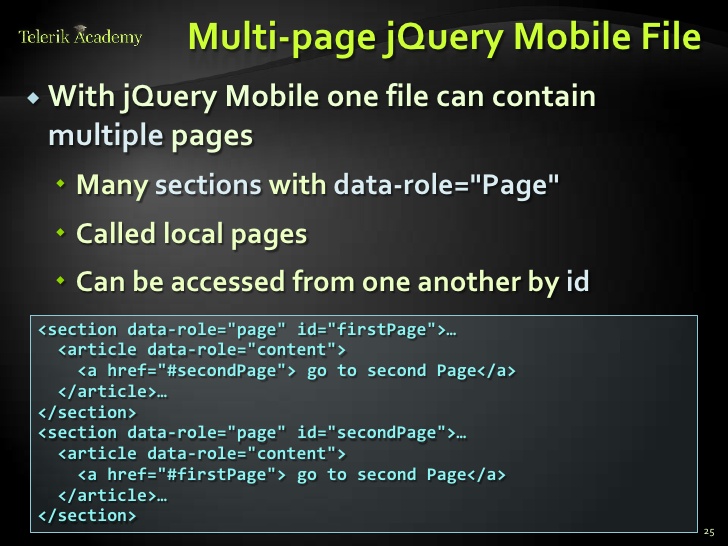 Telerik Academy
Multi-page jQuery Mobile File
With jQuery Mobile one file can contain
multiple pages
Many sections with data-role="Page"
Called local pages
Can be accessed from one another by id
<section data-role="page" id="firstPage">…
  <article data-role="content">
    <a href="#secondPage"> go to second Page</a>
  </article>…
</section>
<section data-role="page" id="secondPage">…
  <article data-role="content">
    <a href="#firstPage"> go to second Page</a>
  </article>…
</section>
25